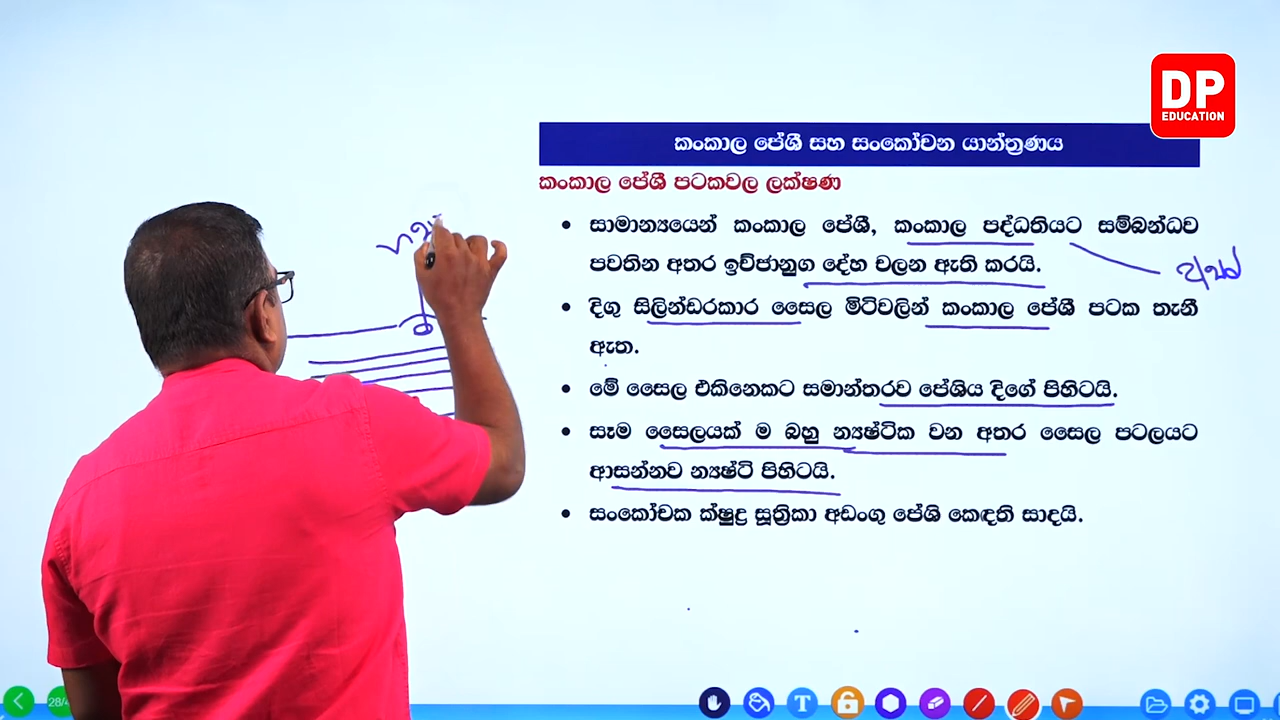 DP
EDUCATION
කංකාල පේශී සහ සංකෝචන යාන්ත්‍රණය
කංකාල පේශී පටකවල ලක්ෂණ
• සාමාන්‍යයෙන් කංකාල පේශී, කංකාල පද්ධතියට සම්බන්ධව
පවතින අතර ඉච්ඡානුග දේහ චලන ඇති කරයි.
• දිගු සිලින්ඩරකාර සෛල මිටිවලින් කංකාල පේශී පටක තැනී
ඇත.
• මේ සෛල එකිනෙකට සමාන්තරව පේශිය දිගේ පිහිටයි.
• සෑම සෛලයක් ම බහු න්‍යෂ්ටික වන අතර සෛල පටලයට
ආසන්නව න්‍යෂ්ටි පිහිටයි.
• සංකෝචක ක්ෂුද්‍ර සූත්‍රිකා අඩංගු පේශි කෙඳති සාදයි.